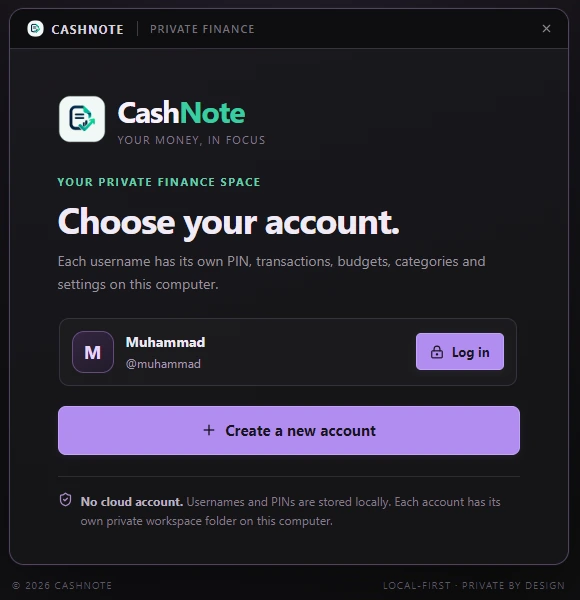 CASHNOTE PRIVATE FINANCE ×
CashNote
YOUR MONEY, IN FOCUS
YOUR PRIVATE FINANCE SPACE
Choose your account.
Each username has its own PIN, transactions, budgets, categories and
settings on this computer.
M Muhammad
@muhammad
Log in
+ Create a new account
No cloud account. Usernames and PINs are stored locally. Each account has its
own private workspace folder on this computer.
© 2026 CASHNOTE LOCAL-FIRST · PRIVATE BY DESIGN